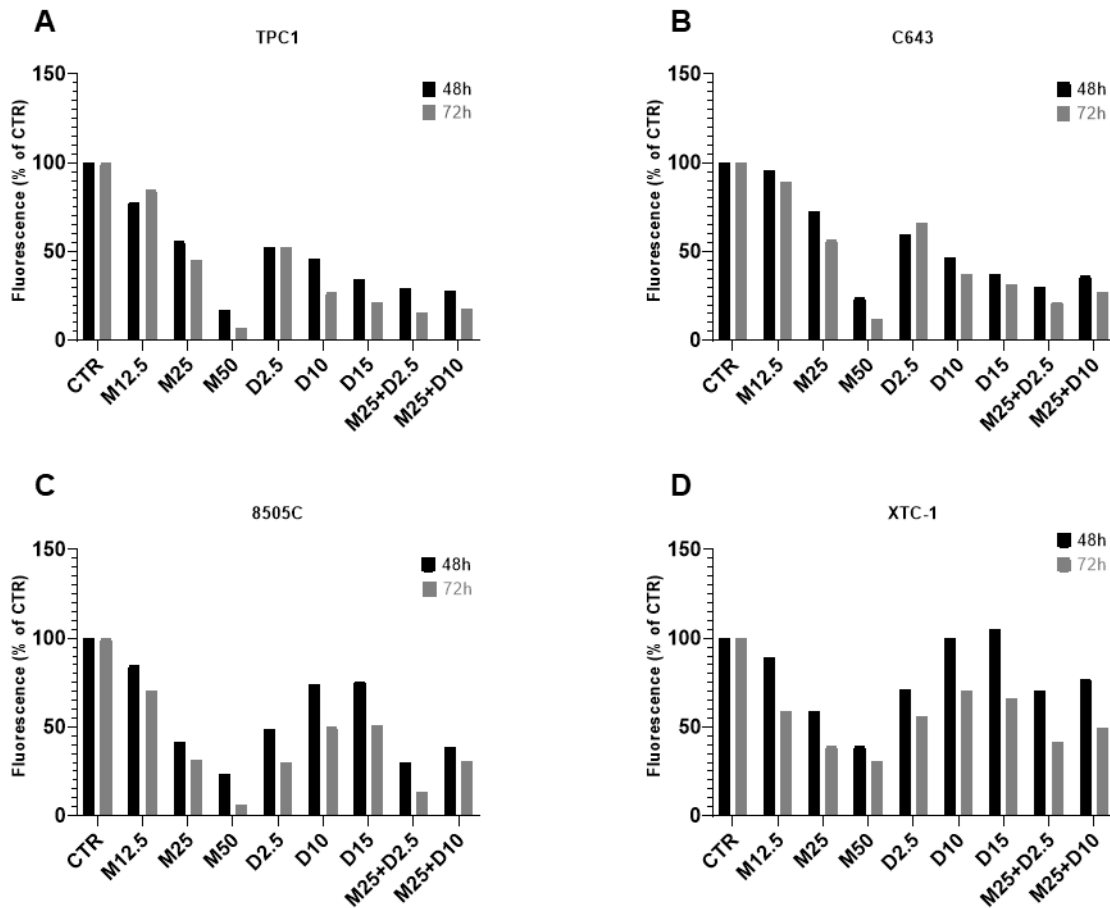 A
TPC1
Fluorescence (% of CTR)
150
100
50
0
48h
72h
CTR
M12.5
M25
M50
D2.5
D10
D15
M25+D2.5
M25+D10
B
C643
Fluorescence (% of CTR)
150
100
50
0
48h
72h
CTR
M12.5
M25
M50
D2.5
D10
D15
M25+D2.5
M25+D10
C
8505C
Fluorescence (% of CTR)
150
100
50
0
48h
72h
CTR
M12.5
M25
M50
D2.5
D10
D15
M25+D2.5
M25+D10
D
XTC-1
Fluorescence (% of CTR)
150
100
50
0
48h
72h
CTR
M12.5
M25
M50
D2.5
D10
D15
M25+D2.5
M25+D10